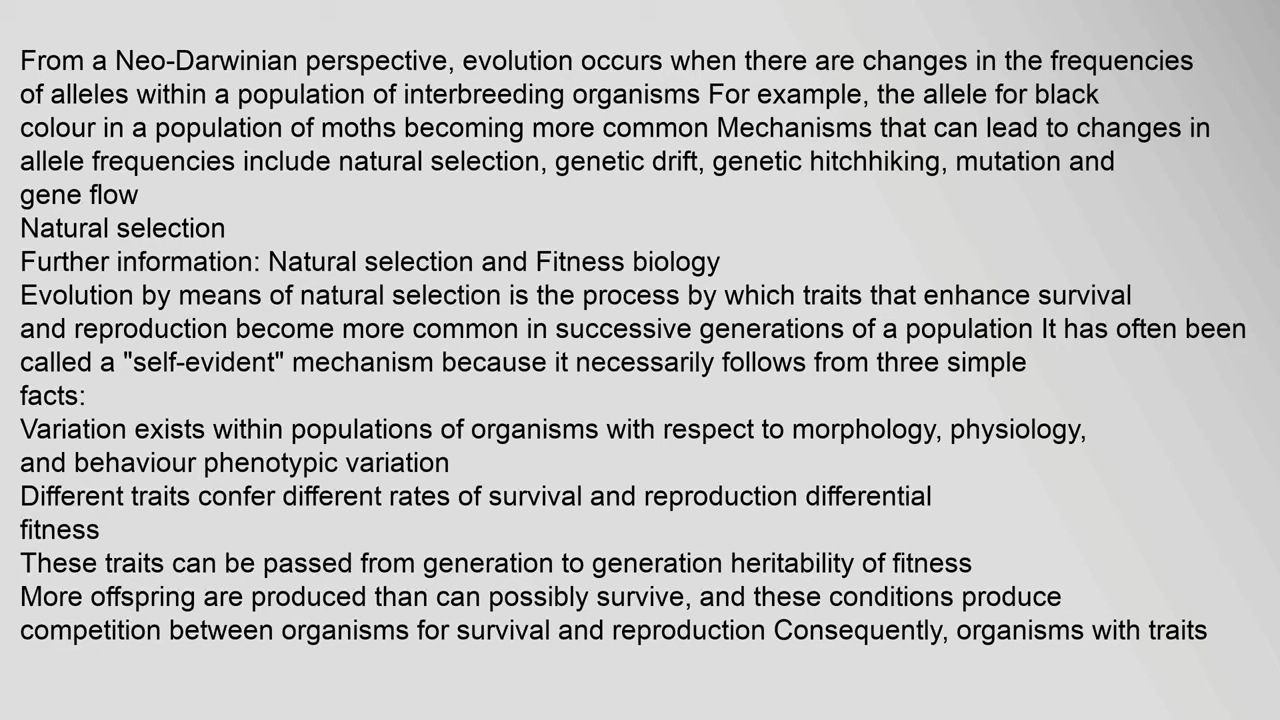 From a Neo-Darwinian perspective, evolution occurs when there are changes in the frequencies
of alleles within a population of interbreeding organisms For example, the allele for black
colour in a population of moths becoming more common Mechanisms that can lead to changes in
allele frequencies include natural selection, genetic drift, genetic hitchhiking, mutation and
gene flow
Natural selection
Further information: Natural selection and Fitness biology
Evolution by means of natural selection is the process by which traits that enhance survival
and reproduction become more common in successive generations of a population It has often been
called a "self-evident" mechanism because it necessarily follows from three simple
facts:
Variation exists within populations of organisms with respect to morphology, physiology,
and behaviour phenotypic variation
Different traits confer different rates of survival and reproduction differential
fitness
These traits can be passed from generation to generation heritability of fitness
More offspring are produced than can possibly survive, and these conditions produce
competition between organisms for survival and reproduction Consequently, organisms with traits